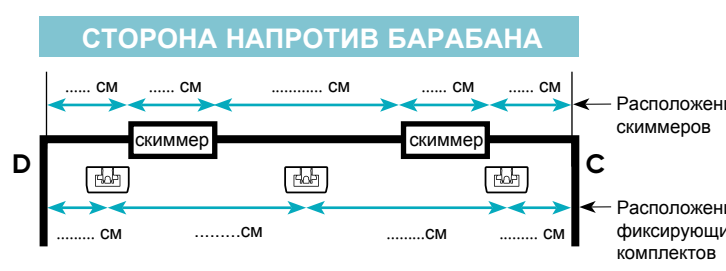 СТОРОНА НАПРОТИВ БАРАБАНА
...... см ...... см ............ см ...... см ...... см
Расположени
скиммеров
скиммер скиммер
D C
Расположени
фиксирующи
комплектов
......... см .........см .........см ......... см